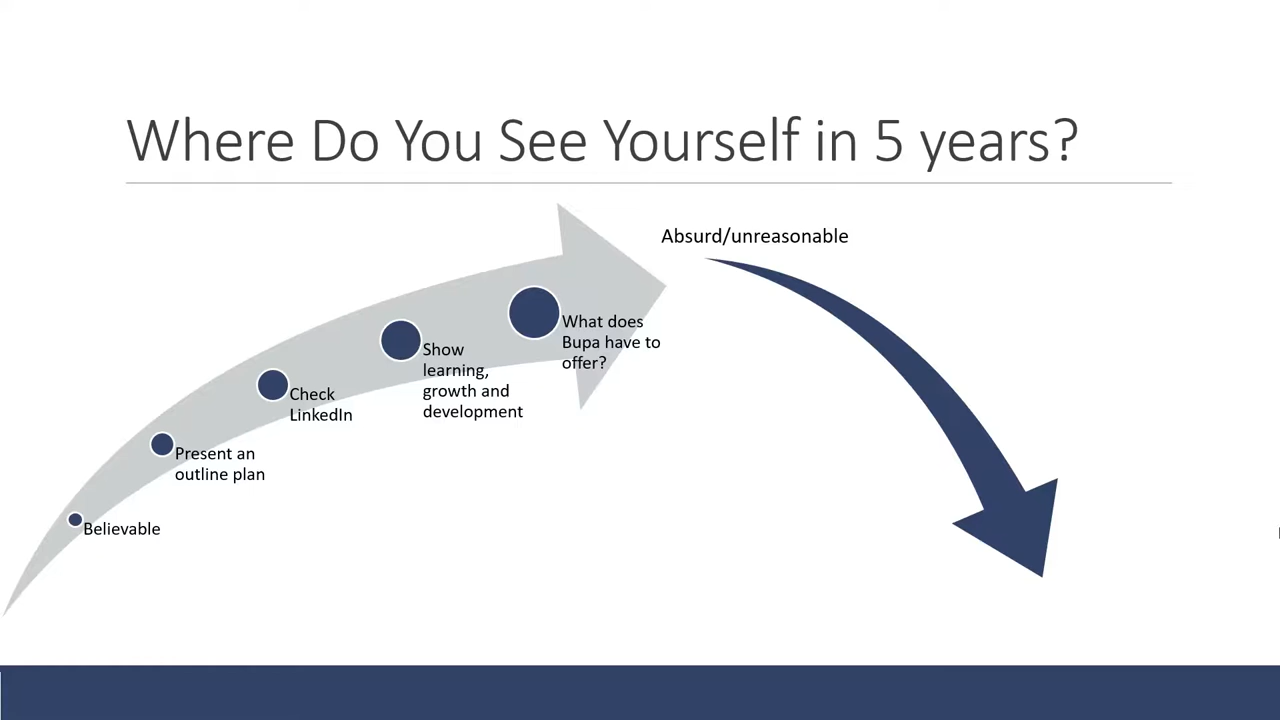 Where Do You See Yourself in 5 years?
Absurd/unreasonable
What does
Bupa have to
offer?
Show
learning,
growth and
development
Check
LinkedIn
Present an
outline plan
Believable